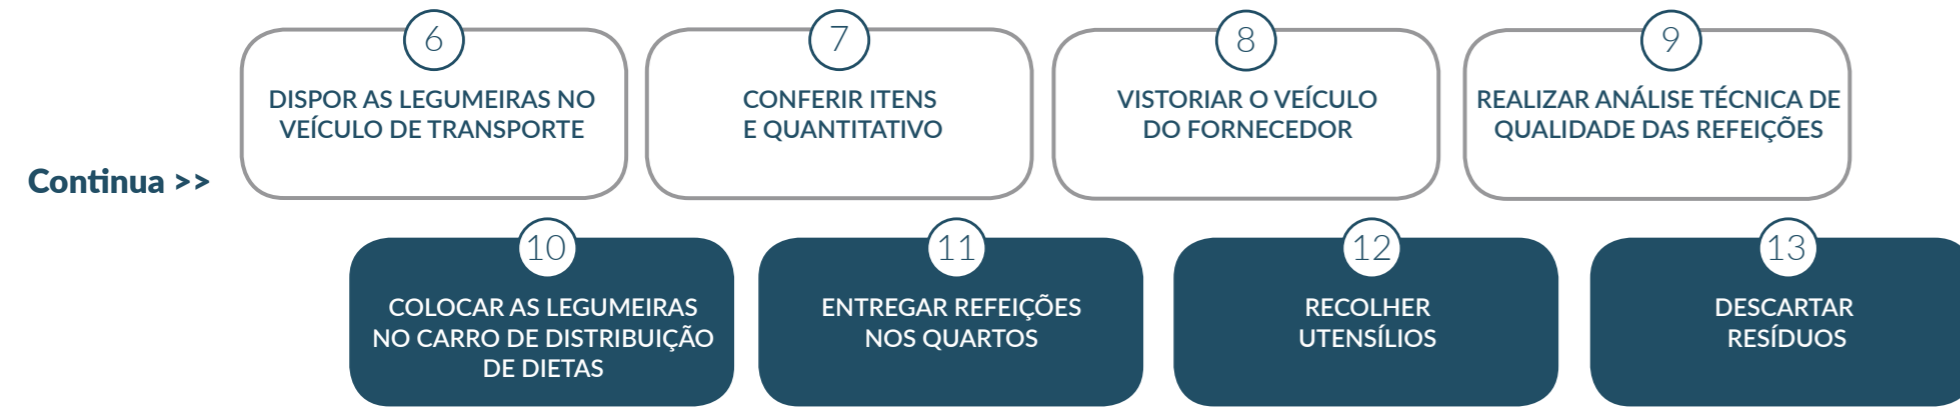 6
DISPOR AS LEGUMEIRAS NO
VEÍCULO DE TRANSPORTE
7
CONFERIR ITENS
E QUANTITATIVO
8
VISTORIAR O VEÍCULO
DO FORNECEDOR
9
REALIZAR ANÁLISE TÉCNICA DE
QUALIDADE DAS REFEIÇÕES
Continua >>
10
COLOCAR AS LEGUMEIRAS
NO CARRO DE DISTRIBUIÇÃO
DE DIETAS
11
ENTREGAR REFEIÇÕES
NOS QUARTOS
12
RECOLHER
UTENSÍLIOS
13
DESCARTAR
RESÍDUOS